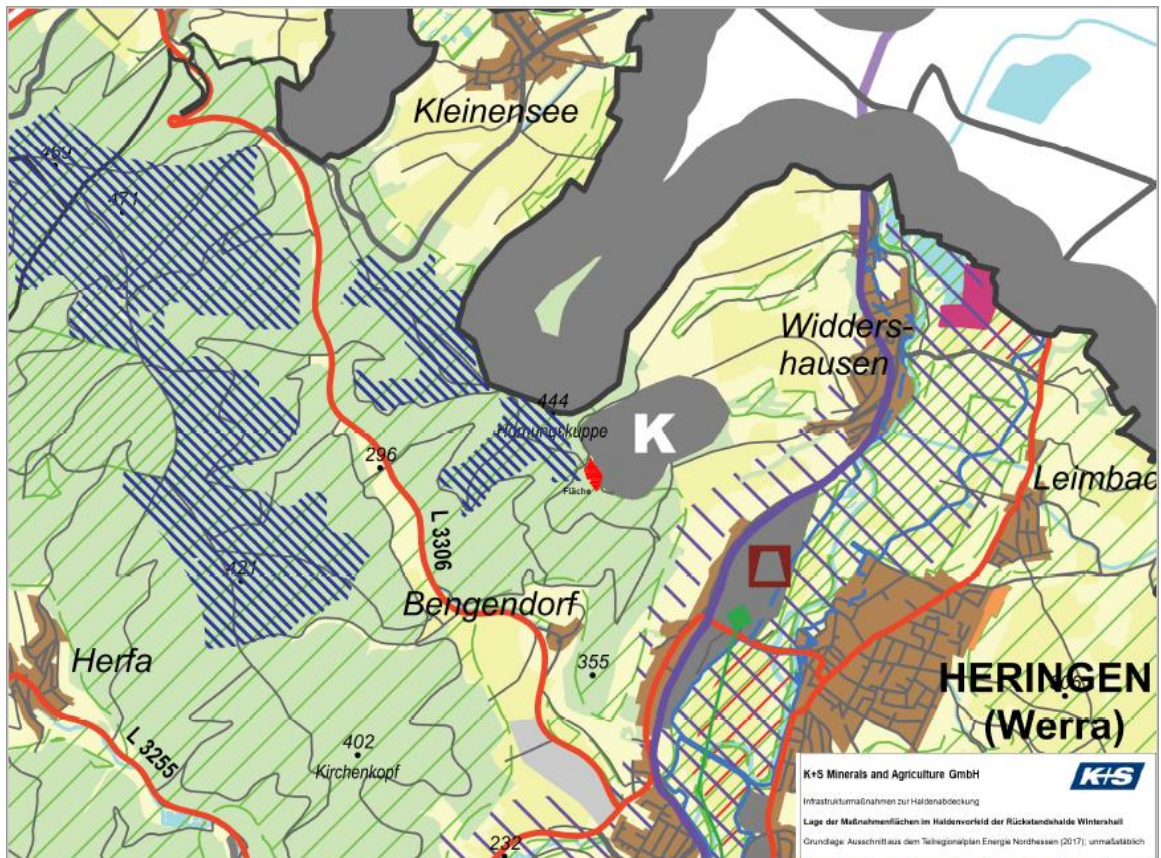 Kleinensee
471
Widders-
hausen
444
Hornungskuppe
K
296
Fläche
Leimbac
L 3306
421
Bengendorf
Herfa
355
HERINGEN
(Werra)
402
Kirchenkopf
L 3255
232
K+S Minerals and Agriculture GmbH
K+S
Infrastrukturmaßnahmen zur Haldenabdeckung
Lage der Maßnahmenflächen im Haldenvorfeld der Rückstandshalde Wintershall
Grundlage: Ausschnitt aus dem Teilregionalplan Energie Nordhessen (2017); unmaßstäblich